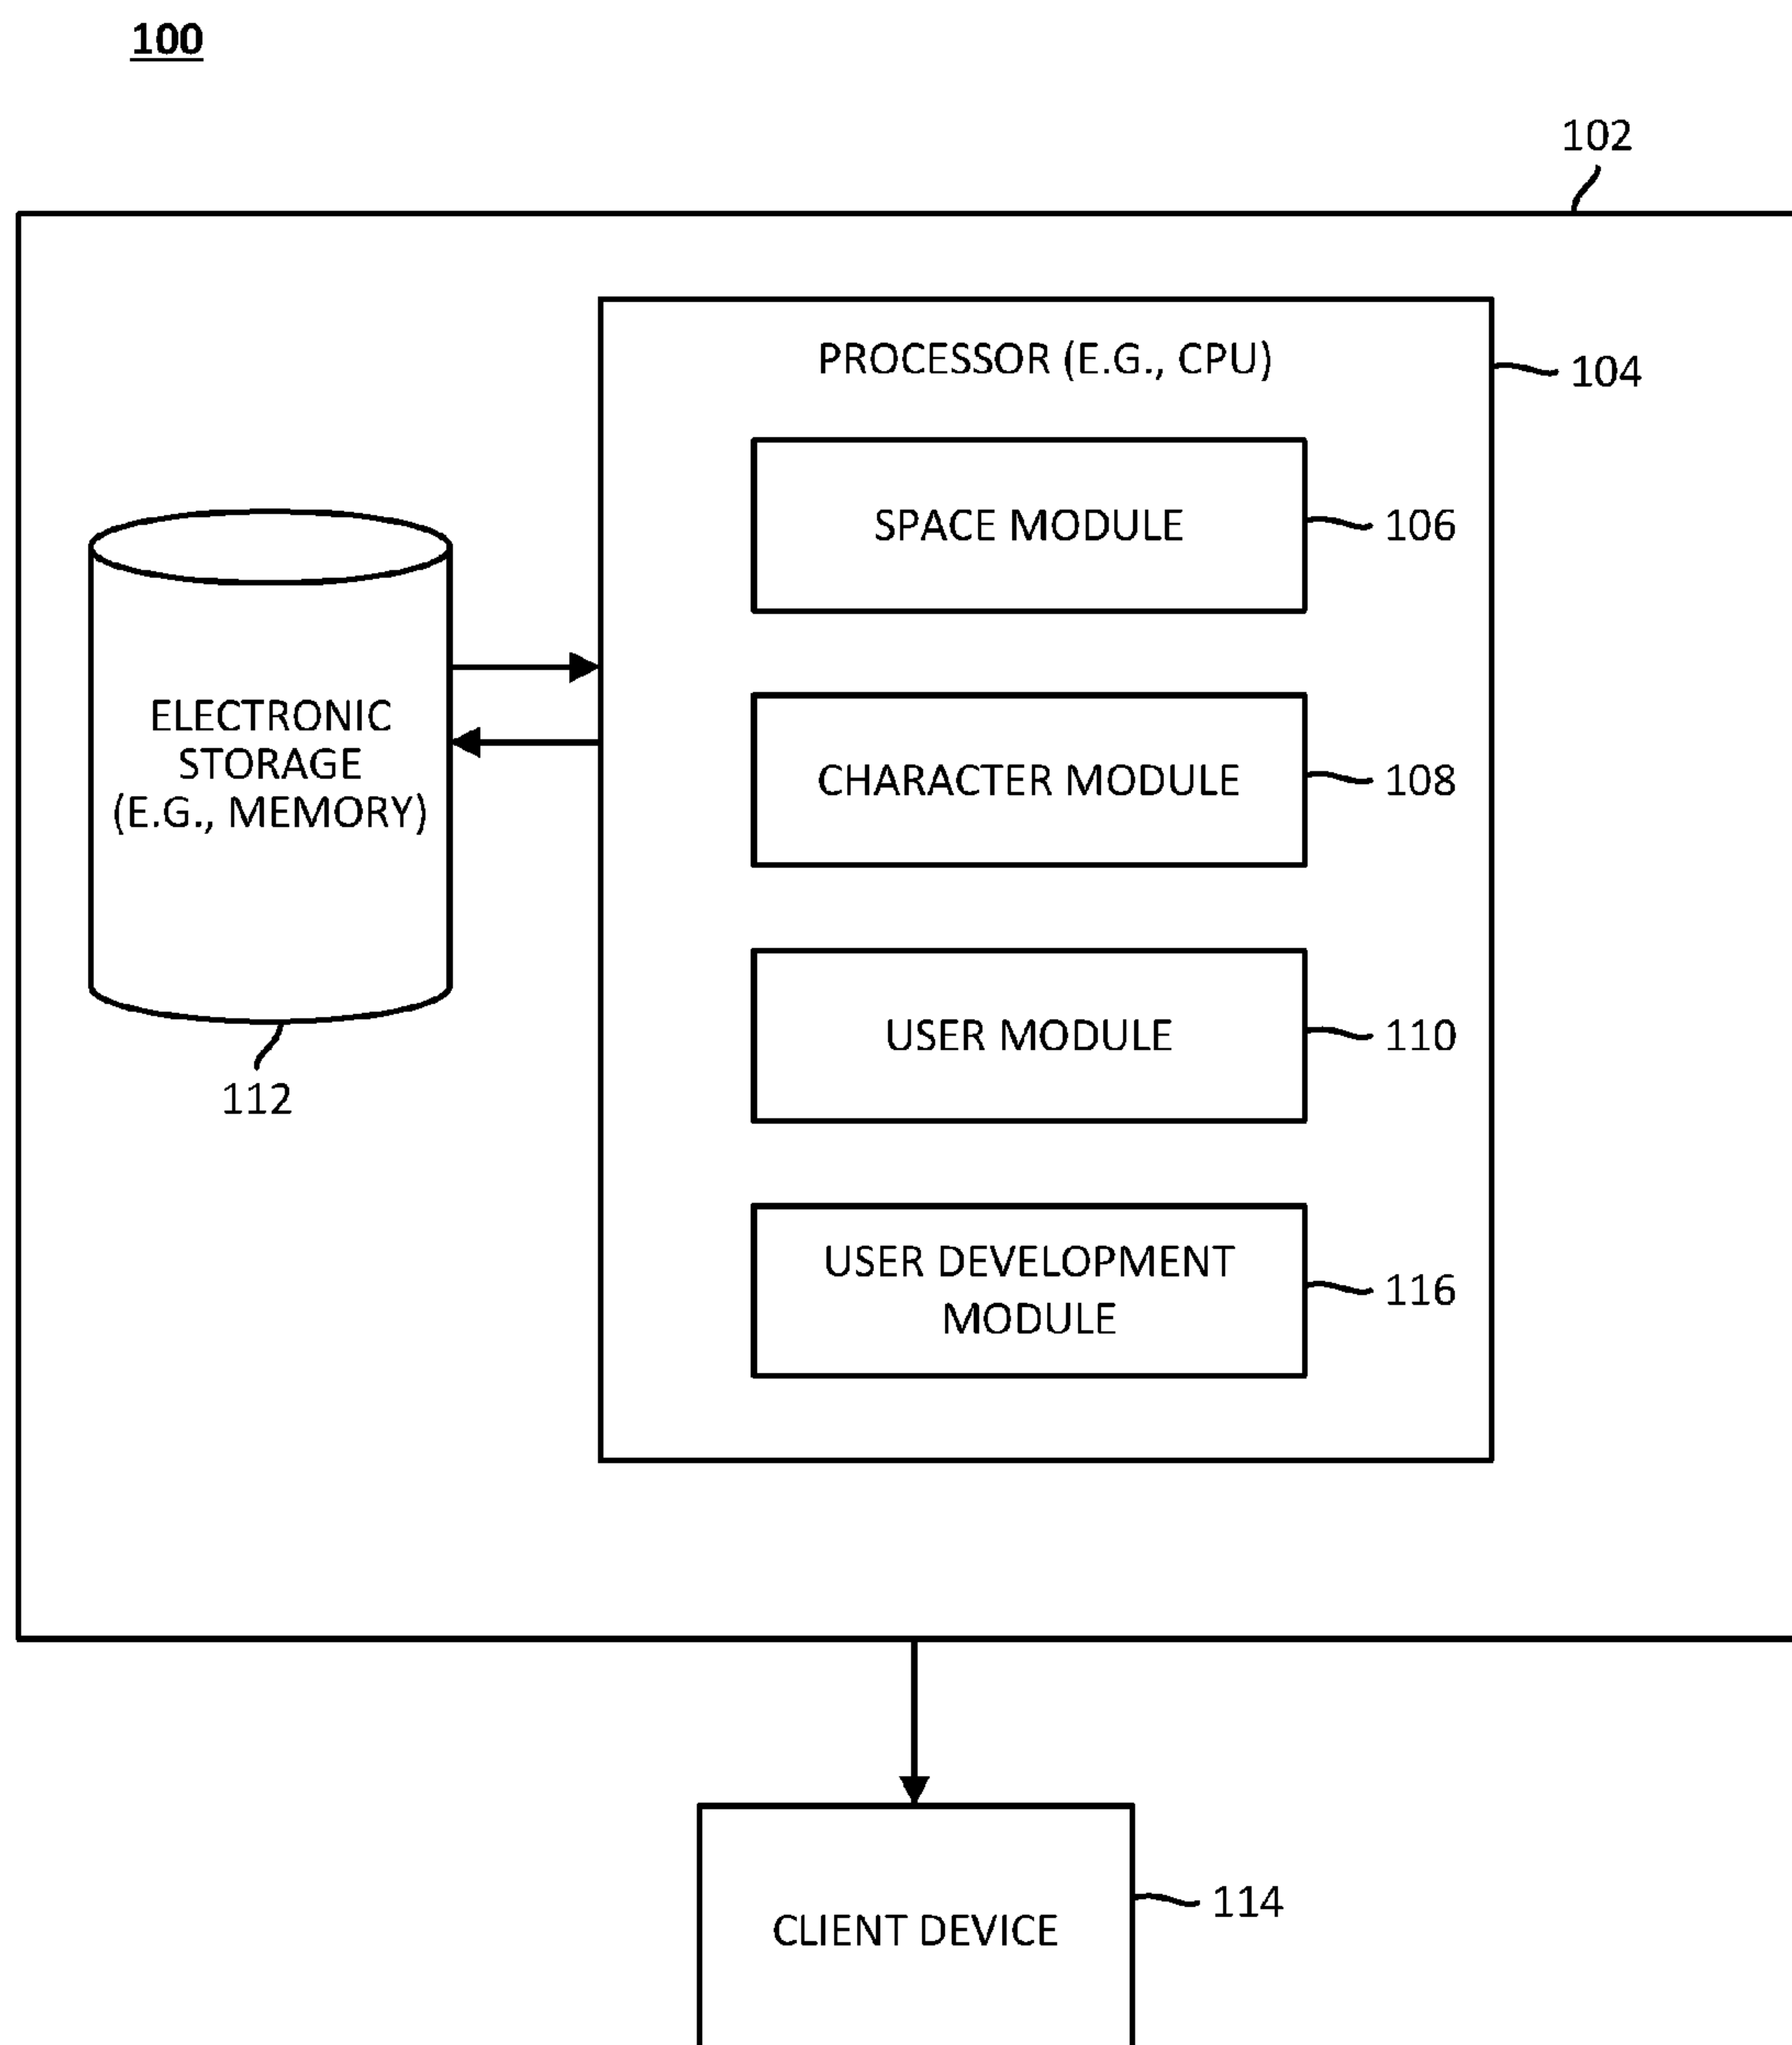 100
102
PROCESSOR (E.G., CPU)
104
SPACE MODULE
106
ELECTRONIC
STORAGE
(E.G., MEMORY)
CHARACTER MODULE
108
USER MODULE
110
112
USER DEVELOPMENT
MODULE
116
CLIENT DEVICE
114